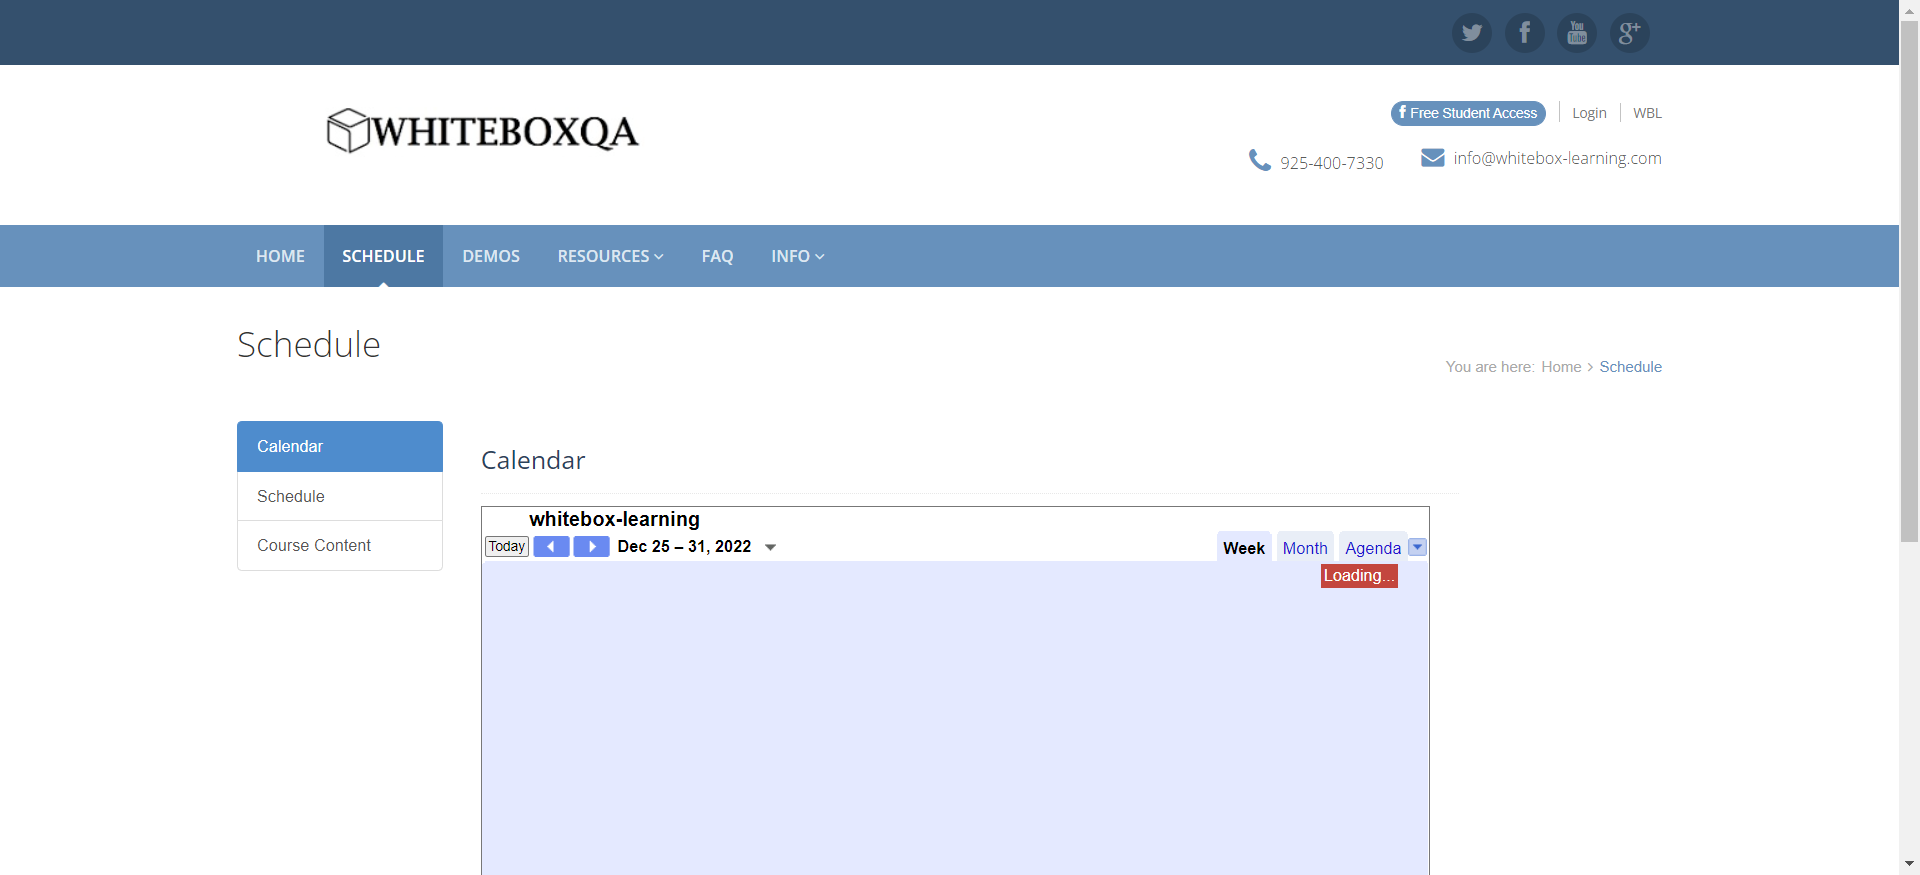 WHITEBOXQA
Free Student Access
Login
WBL
925-400-7330
info@whitebox-learning.com
HOME
SCHEDULE
DEMOS
RESOURCES
FAQ
INFO
Schedule
You are here: Home > Schedule
Calendar
Schedule
Course Content
Calendar
whitebox-learning
Today
Dec 25 – 31, 2022
Week
Month
Agenda
Loading...